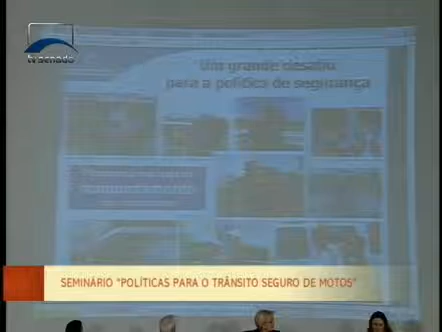 tv senado
Um grande desafio
para a política de segurança
SEMINÁRIO "POLÍTICAS PARA O TRÂNSITO SEGURO DE MOTOS"